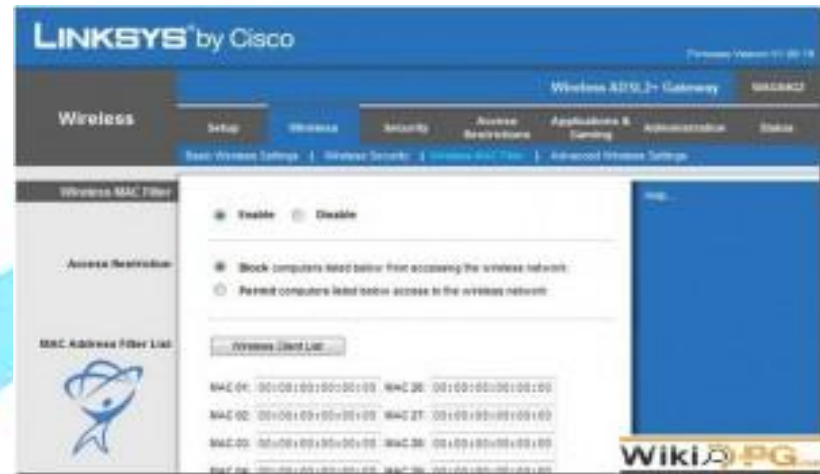 LINKSYS® by Cisco
Firmware Version
Wireless ADSL2+ Gateway
Wireless
Setup
Wireless
Security
Access Restrictions
Applications & Gaming
Administration
Status
Basic Wireless Settings | Wireless Security | Wireless MAC Filter | Advanced Wireless Settings
Wireless MAC Filter
Enable Disable
Help...
Access Restriction
Block computers listed below from accessing the wireless network
Permit computers listed below access to the wireless network
MAC Address Filter List
Wireless Client List
MAC 01: 00:00:00:00:00:00 MAC 26: 00:00:00:00:00:00
MAC 02: 00:00:00:00:00:00 MAC 27: 00:00:00:00:00:00
MAC 03: 00:00:00:00:00:00 MAC 28: 00:00:00:00:00:00